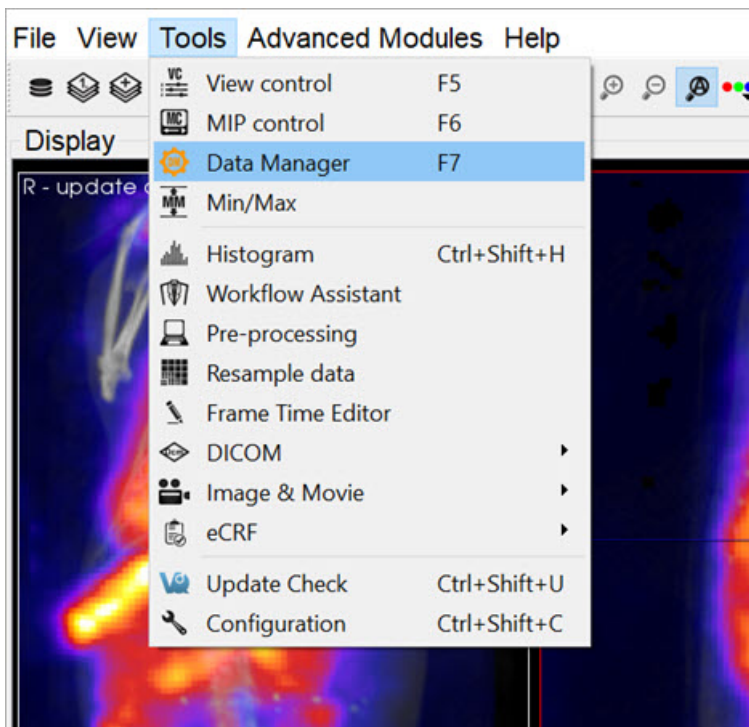 File View Tools Advanced Modules Help
Display
R - update
View control F5
MIP control F6
Data Manager F7
Min/Max
Histogram Ctrl+Shift+H
Workflow Assistant
Pre-processing
Resample data
Frame Time Editor
DICOM
Image & Movie
eCRF
Update Check Ctrl+Shift+U
Configuration Ctrl+Shift+C